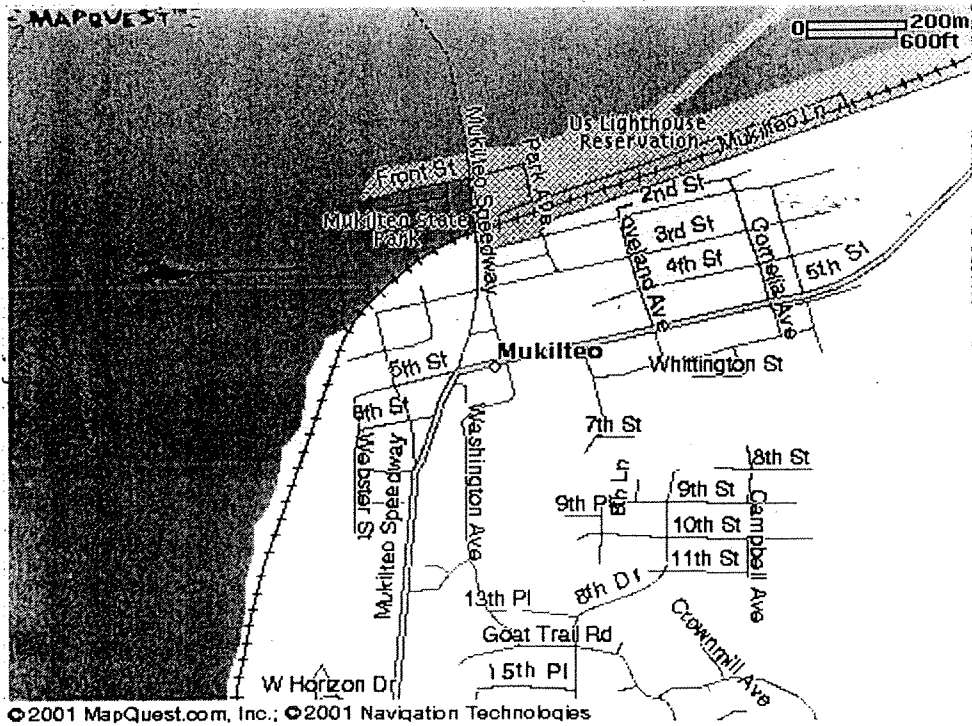 MAPQUEST
0 200m
600ft
Us Lighthouse
Reservation
Mukilteo Ln
Mukilteo Speedway
Front St
Park Ave
Mukilteo State
Park
2nd St
3rd St
4th St
5th St
Loveland Ave
Cornelia Ave
Mukilteo
5th St
Whittington St
6th St
Webster St
Mukilteo Speedway
Washington Ave
7th St
8th St
9th Pl
8th Ln
9th St
10th St
11th St
Campbell Ave
8th Dr
13th Pl
Goat Trail Rd
15th Pl
Crownmill Ave
W Horizon Dr
©2001 MapQuest.com, Inc.; ©2001 Navigation Technologies